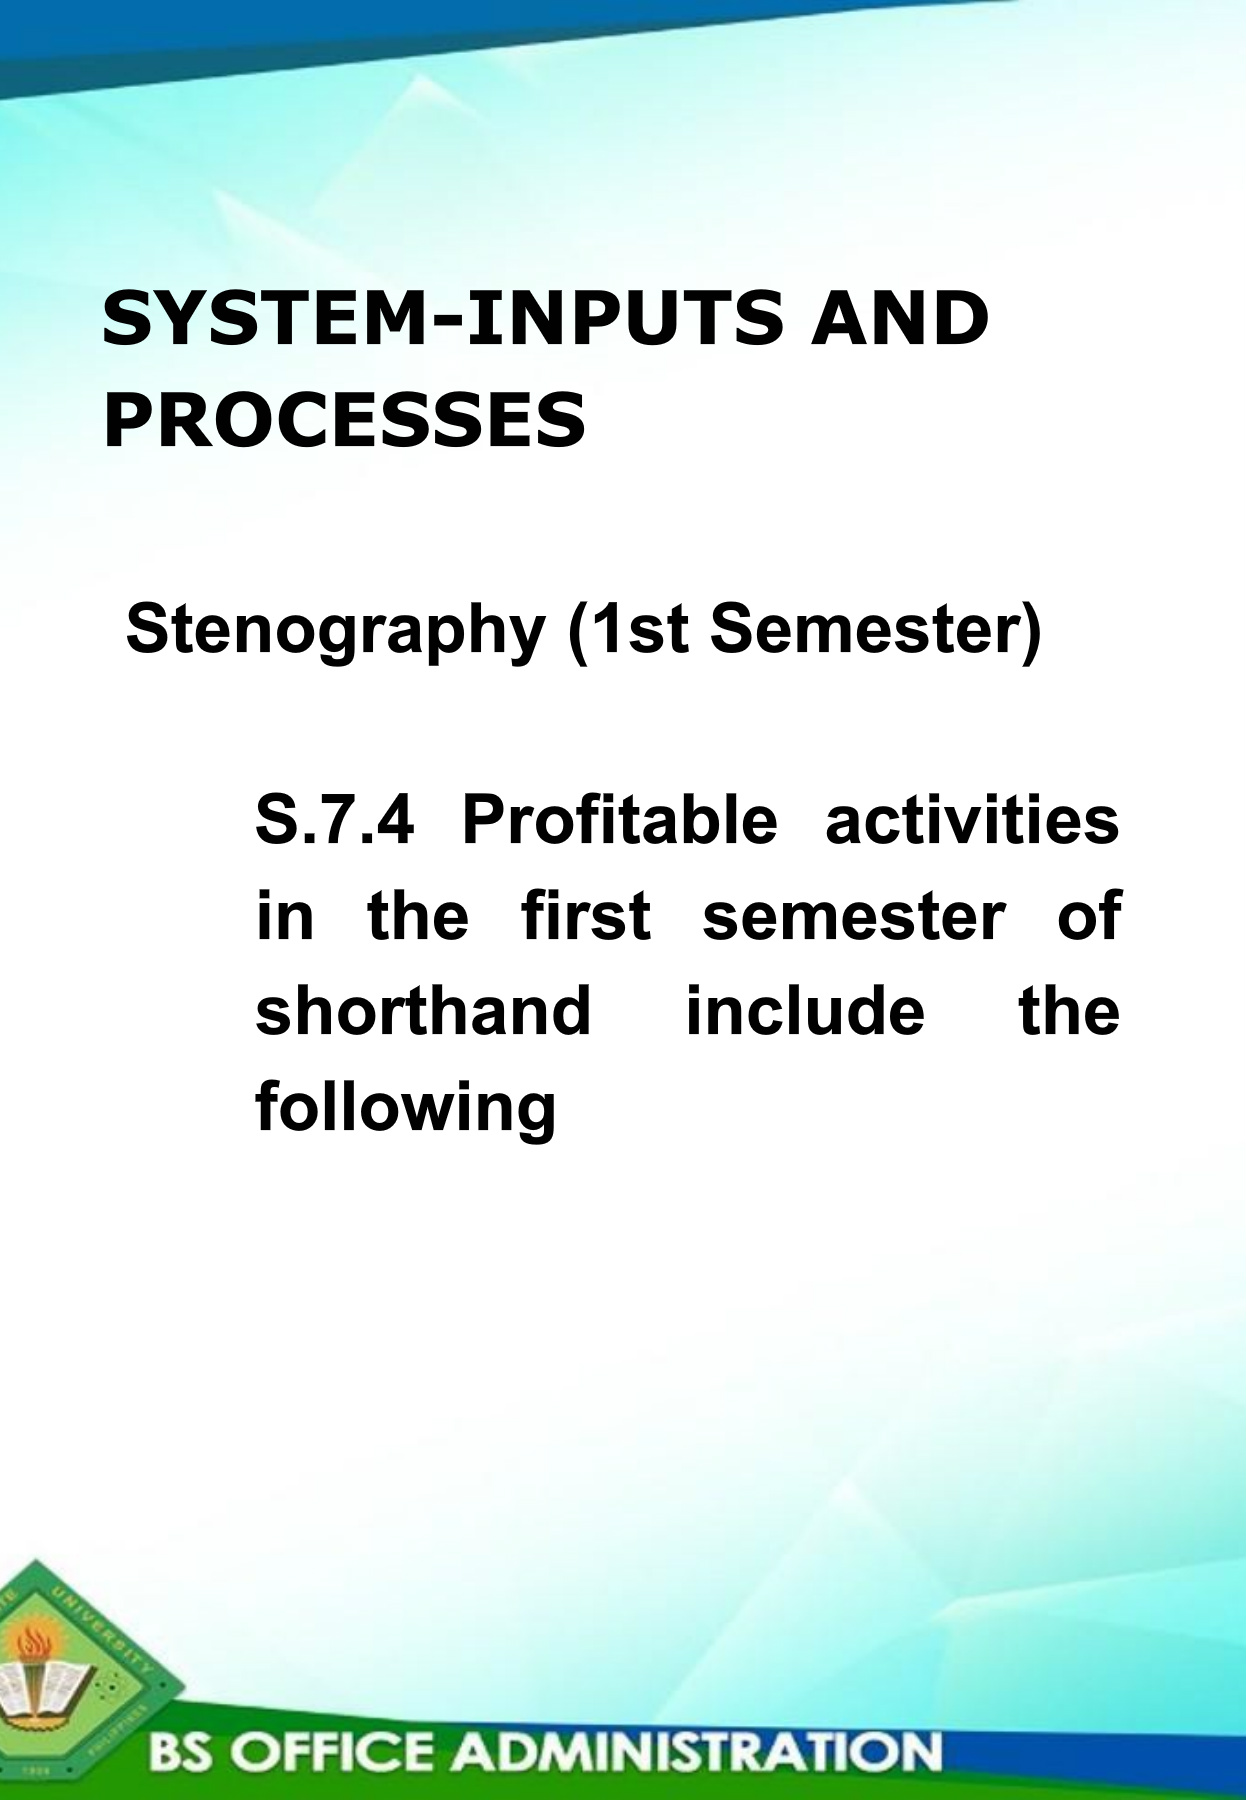 SYSTEM-INPUTS AND
PROCESSES
Stenography (1st Semester)
S.7.4 Profitable activities
in the first semester of
shorthand include the
following
UNIVERSITY
PHILIPPINES
BS OFFICE ADMINISTRATION